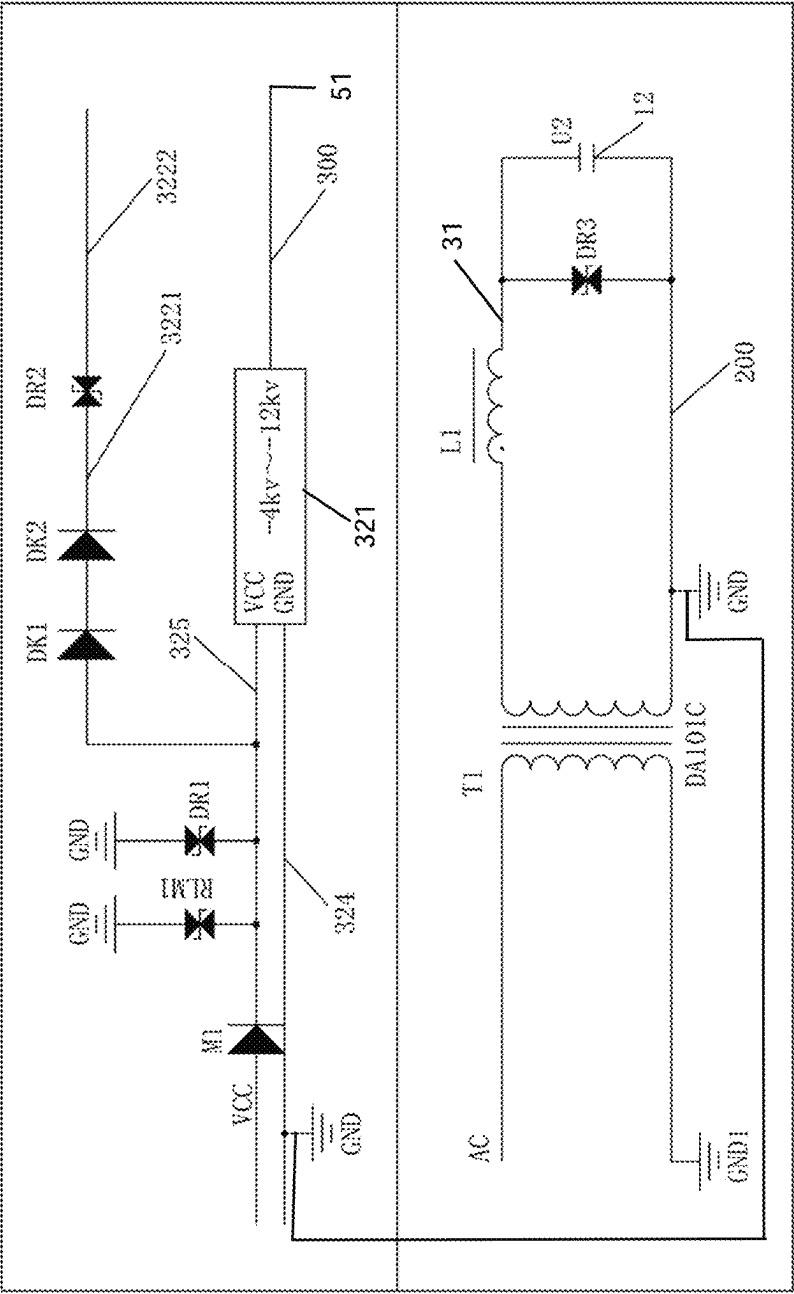 3222
3221
DR2
DK2
DK1
51
300
-4kv~-12kv
VCC
GND
321
325
324
DR1
GND
RLM1
GND
M1
VCC
GND
U2
12
DR3
31
L1
200
GND
T1
DA101C
AC
GND1